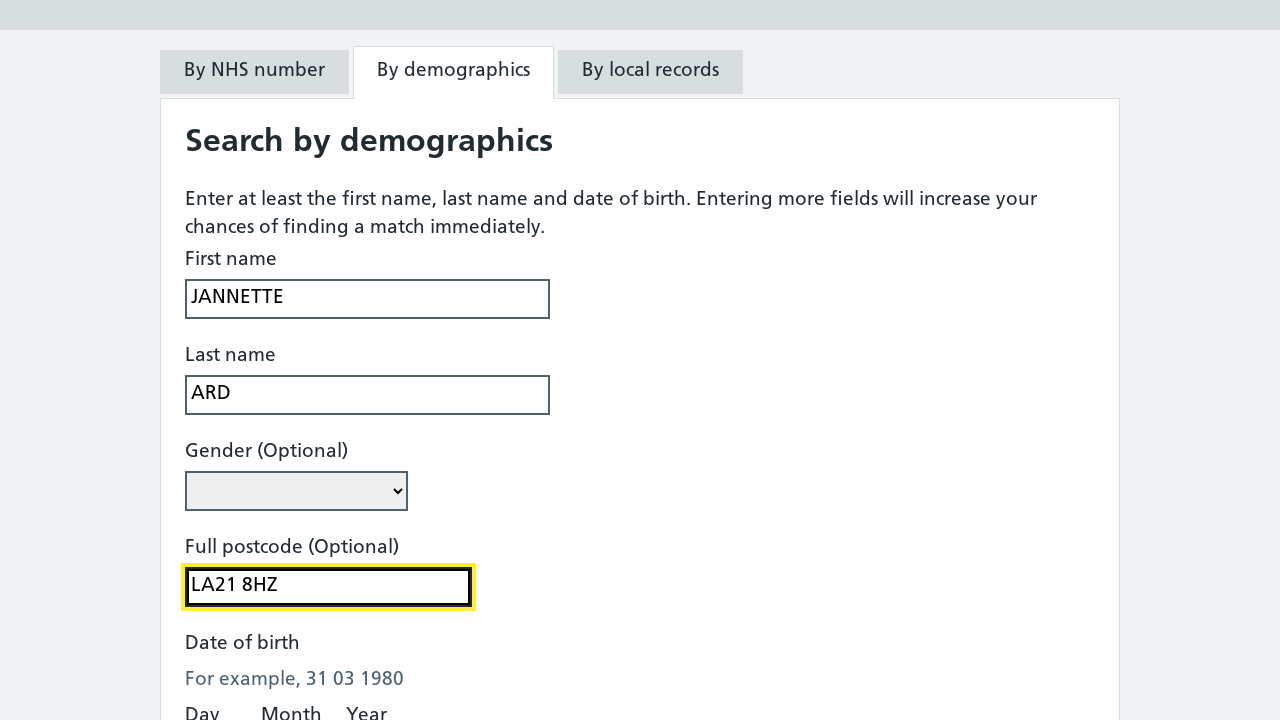 By NHS number
By demographics
By local records
Search by demographics
Enter at least the first name, last name and date of birth. Entering more fields will increase your
chances of finding a match immediately.
First name
JANNETTE
Last name
ARD
Gender (Optional)
Full postcode (Optional)
LA21 8HZ
Date of birth
For example, 31 03 1980
Day Month Year